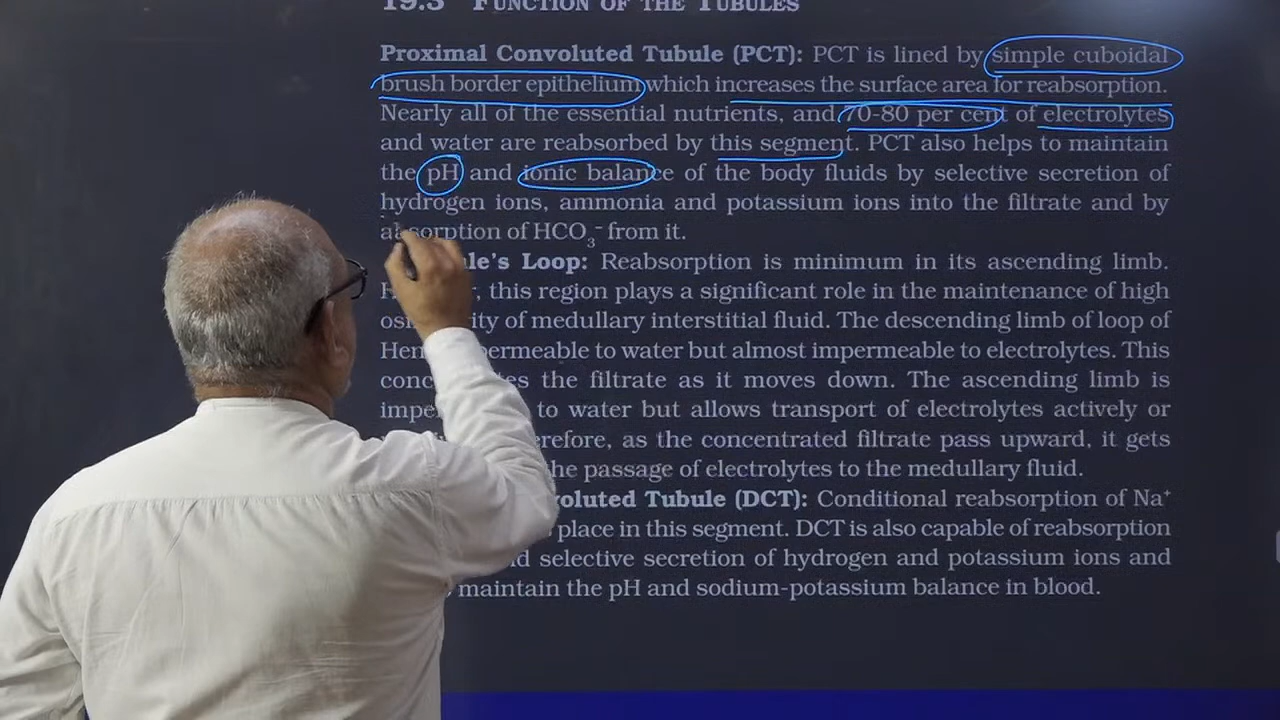 19.3 FUNCTION OF THE TUBULES
Proximal Convoluted Tubule (PCT): PCT is lined by simple cuboidal
brush border epithelium which increases the surface area for reabsorption.
Nearly all of the essential nutrients, and 70-80 per cent of electrolytes
and water are reabsorbed by this segment. PCT also helps to maintain
the pH and ionic balance of the body fluids by selective secretion of
hydrogen ions, ammonia and potassium ions into the filtrate and by
absorption of HCO₃⁻ from it.
Loop: Reabsorption is minimum in its ascending limb.
this region plays a significant role in the maintenance of high
of medullary interstitial fluid. The descending limb of loop of
permeable to water but almost impermeable to electrolytes. This
the filtrate as it moves down. The ascending limb is
to water but allows transport of electrolytes actively or
as the concentrated filtrate pass upward, it gets
the passage of electrolytes to the medullary fluid.
Tubule (DCT): Conditional reabsorption of Na⁺
place in this segment. DCT is also capable of reabsorption
selective secretion of hydrogen and potassium ions and
maintain the pH and sodium-potassium balance in blood.